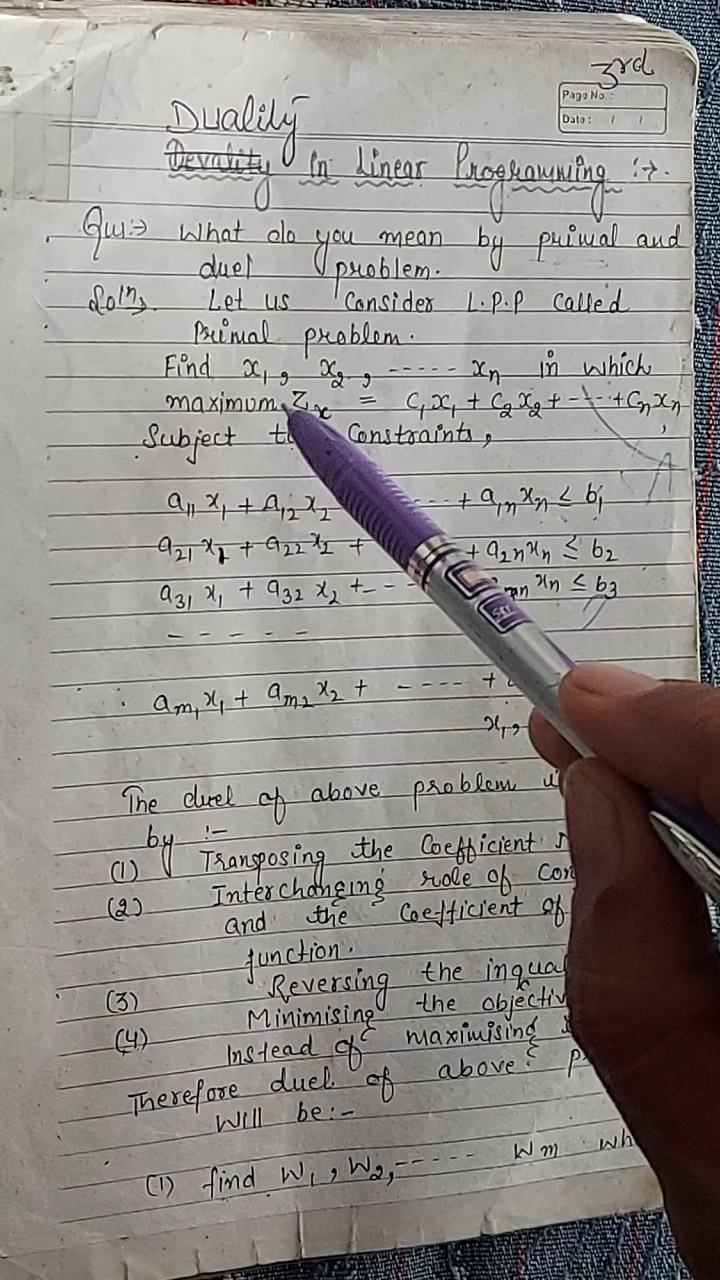 3rd
Page No. :
Date : / /
Duality
Devality in Linear Programming :→.
Qus:→ What do you mean by primal and
duel problem.
Soln→ Let us Consider L.P.P called
Primal problem.
Find x₁, x₂, ----- xₙ in which
maximum Zₓ = C₁x₁ + C₂x₂ + ---- + Cₙxₙ,
Subject to Constraints,
a₁₁x₁ + a₁₂x₂ ---- + a₁ₙxₙ ≤ b₁
a₂₁x₁ + a₂₂x₂ + + a₂ₙxₙ ≤ b₂
a₃₁x₁ + a₃₂x₂ + --- xₙ ≤ b₃
- - - - -
aₘ₁x₁ + aₘ₂x₂ + ---- +
x₁,
The duel of above problem
by :-
(1) Transposing the Coefficient
(2) Interchanging role of
and the Coefficient of
function.
(3) Reversing the
(4) Minimising the
Instead of maximising
Therefore duel of above
Will be:-
(1) find W₁, W₂, ----- Wm